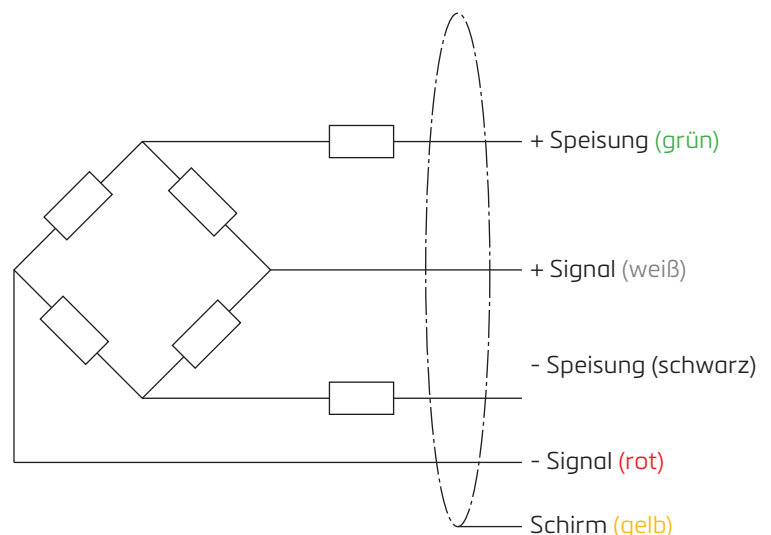 + Speisung (grün)
+ Signal (weiß)
- Speisung (schwarz)
- Signal (rot)
Schirm (gelb)